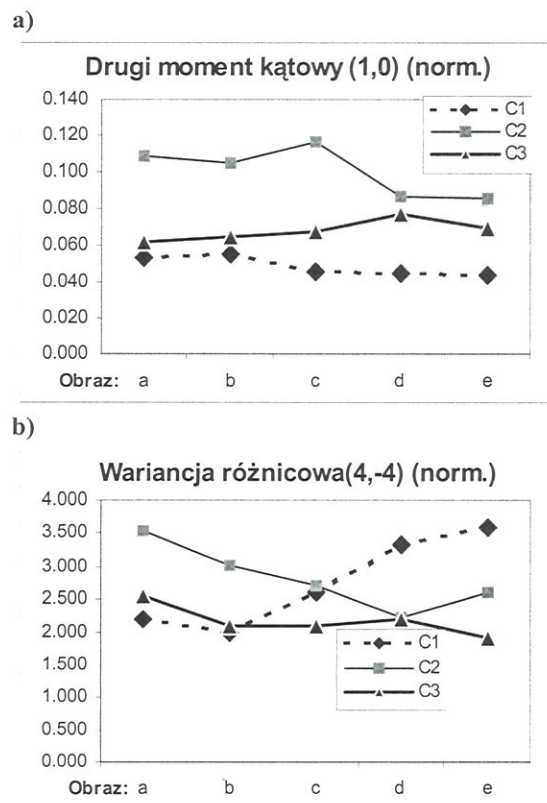 a)
Drugi moment kątowy (1,0) (norm.)
0.140
0.120
0.100
0.080
0.060
0.040
0.020
0.000
C1
C2
C3
Obraz: a b c d e
b)
Wariancja różnicowa(4,-4) (norm.)
4.000
3.500
3.000
2.500
2.000
1.500
1.000
0.500
0.000
C1
C2
C3
Obraz: a b c d e